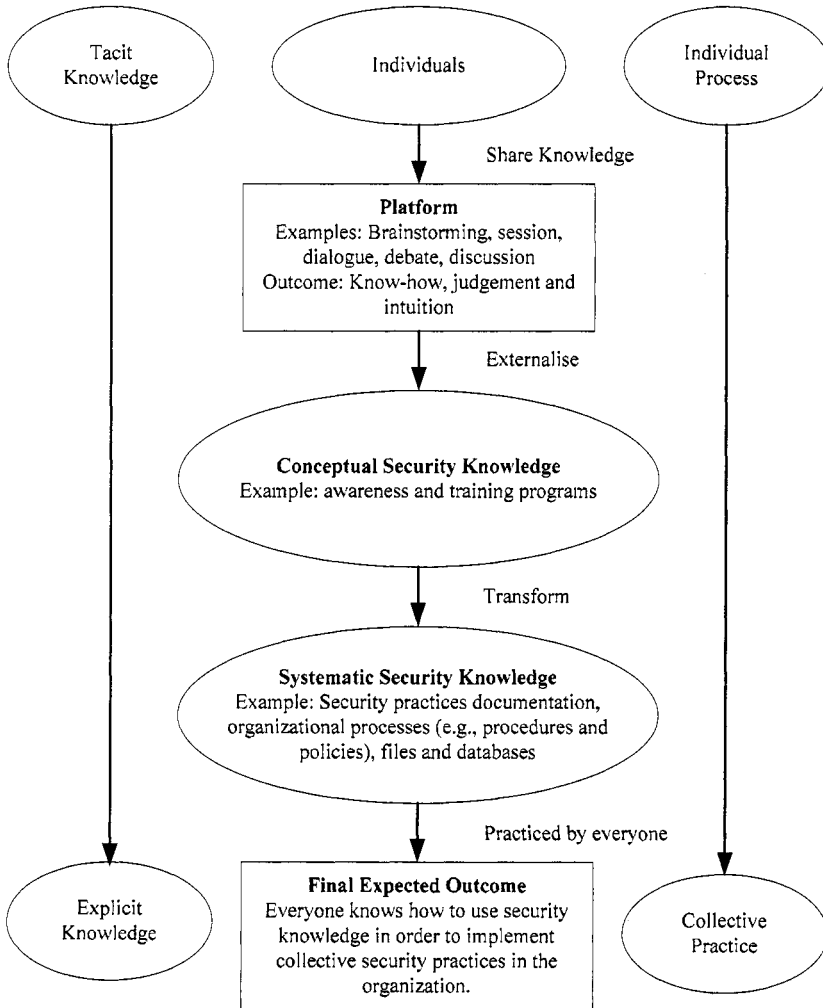 Tacit
Knowledge
Individuals
Individual
Process
Share Knowledge
Platform
Examples: Brainstorming, session,
dialogue, debate, discussion
Outcome: Know-how, judgement and
intuition
Externalise
Conceptual Security Knowledge
Example: awareness and training programs
Transform
Systematic Security Knowledge
Example: Security practices documentation,
organizational processes (e.g., procedures and
policies), files and databases
Practiced by everyone
Explicit
Knowledge
Final Expected Outcome
Everyone knows how to use security
knowledge in order to implement
collective security practices in the
organization.
Collective
Practice